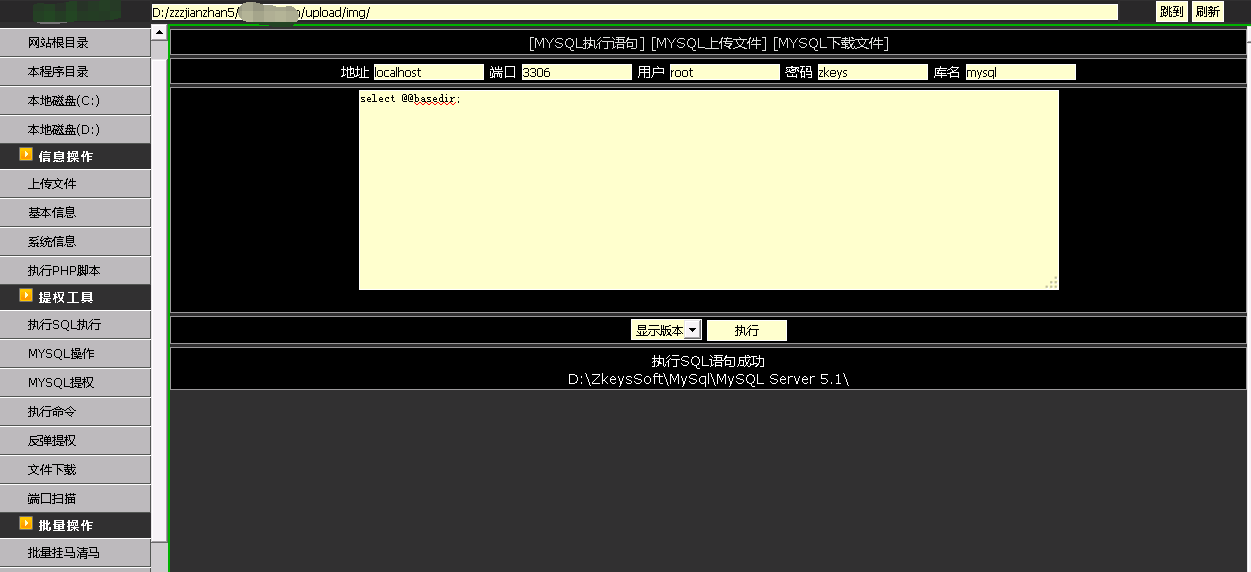 D:/zzzjianzhan5/
/upload/img/
跳到
刷新
网站根目录
本程序目录
本地磁盘(C:)
本地磁盘(D:)
信息操作
上传文件
基本信息
系统信息
执行PHP脚本
提权工具
执行SQL执行
MYSQL操作
MYSQL提权
执行命令
反弹提权
文件下载
端口扫描
批量操作
批量挂马清马
[MYSQL执行语句] [MYSQL上传文件] [MYSQL下载文件]
地址 localhost 端口 3306 用户 root 密码 zkeys 库名 mysql
select @@basedir;
显示版本 执行
执行SQL语句成功
D:\ZkeysSoft\MySql\MySQL Server 5.1\